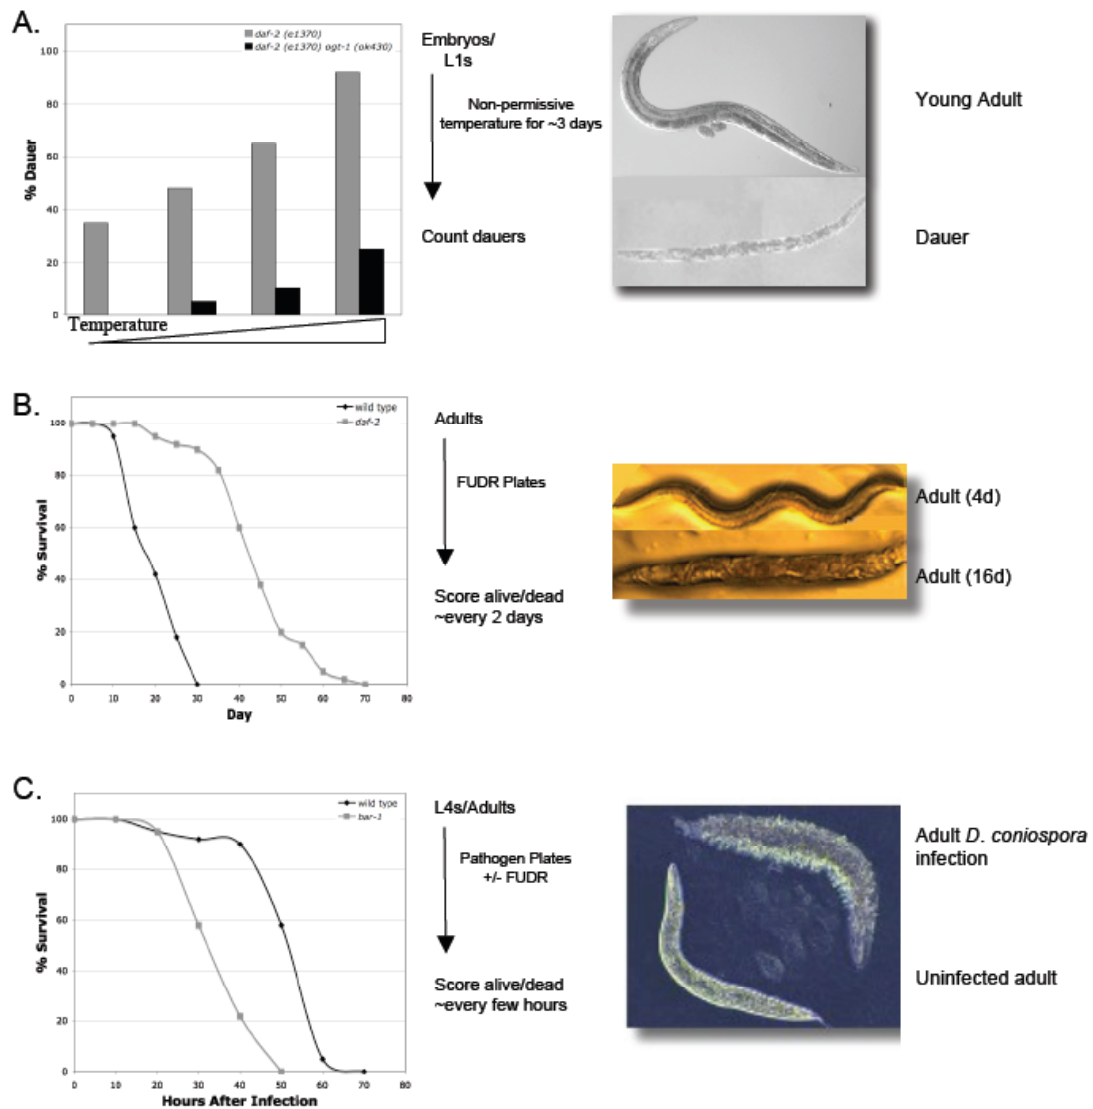 A.
daf-2 (e1370)
daf-2 (e1370) ogt-1 (ok430)
100
80
60
40
20
0
% Dauer
Temperature
Embryos/
L1s
Non-permissive
temperature for ~3 days
Count dauers
Young Adult
Dauer
B.
wild type
daf-2
100
80
60
40
20
0
% Survival
0 10 20 30 40 50 60 70 80
Day
Adults
FUDR Plates
Score alive/dead
~every 2 days
Adult (4d)
Adult (16d)
C.
wild type
bar-1
100
80
60
40
20
0
% Survival
0 10 20 30 40 50 60 70 80
Hours After Infection
L4s/Adults
Pathogen Plates
+/- FUDR
Score alive/dead
~every few hours
Adult D. coniospora
infection
Uninfected adult